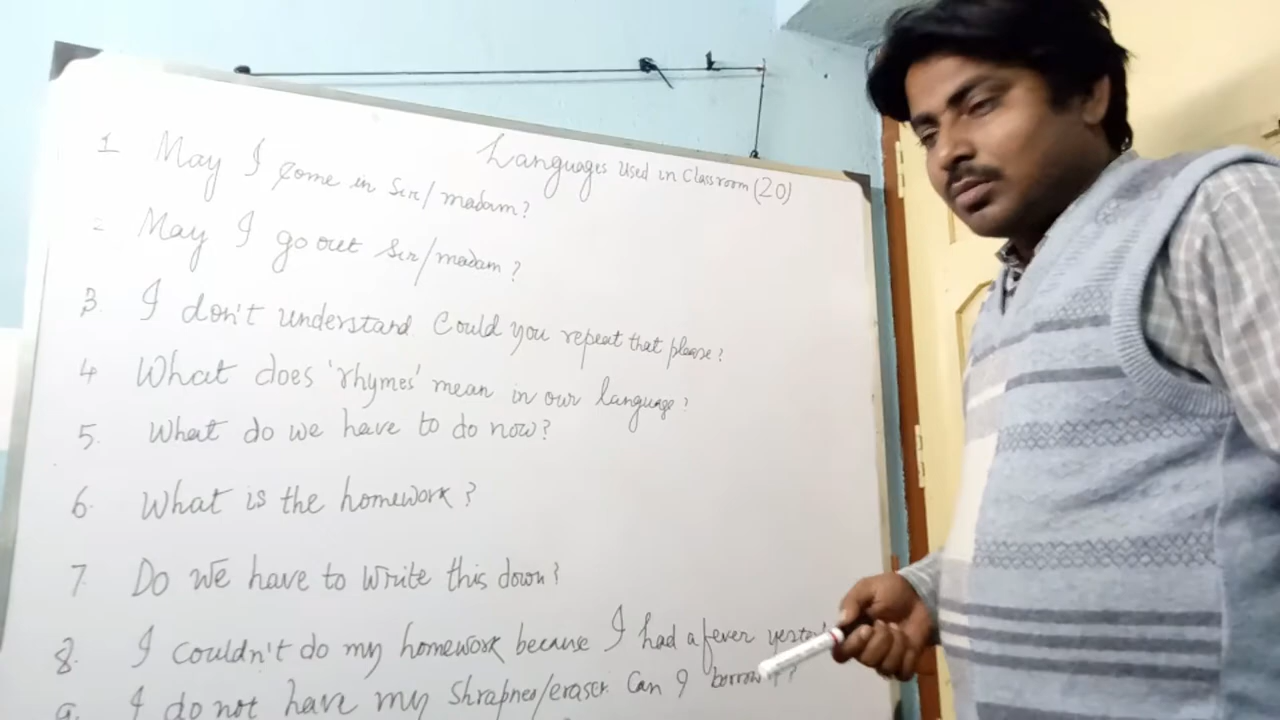 Languages Used in Classroom (20)
1 May I come in Sir/madam?
2 May I go out Sir/madam?
3 I don't understand Could you repeat that please?
4 What does 'rhymes' mean in our language?
5. What do we have to do now?
6. What is the homework?
7 Do we have to Write this down?
8. I couldn't do my homework because I had a fever
9. I do not have my Shrapner/eraser. Can I borrow